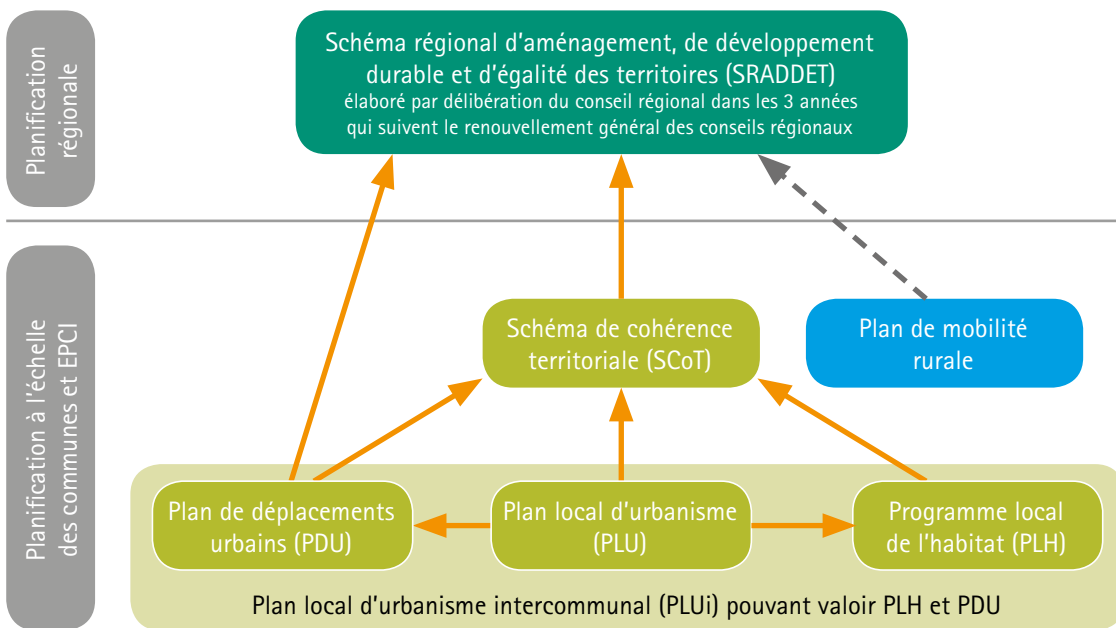 Planification
régionale
Schéma régional d'aménagement, de développement
durable et d'égalité des territoires (SRADDET)
élaboré par délibération du conseil régional dans les 3 années
qui suivent le renouvellement général des conseils régionaux
Planification à l'échelle
des communes et EPCI
Schéma de cohérence
territoriale (SCoT)
Plan de mobilité
rurale
Plan de déplacements
urbains (PDU)
Plan local d'urbanisme
(PLU)
Programme local
de l'habitat (PLH)
Plan local d'urbanisme intercommunal (PLUi) pouvant valoir PLH et PDU